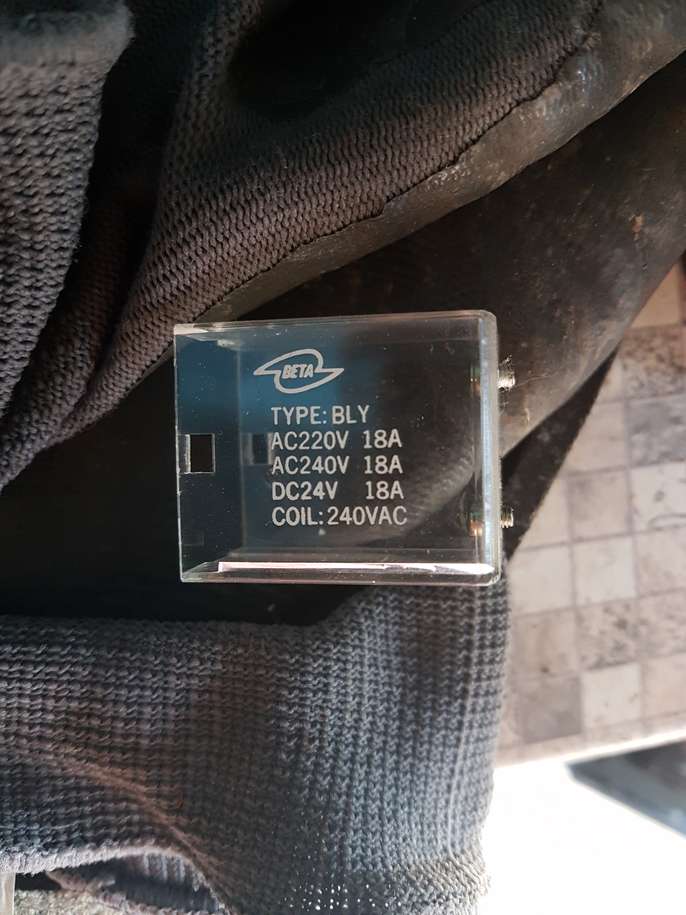 BETA
TYPE: BLY
AC220V 18A
AC240V 18A
DC24V 18A
COIL: 240VAC